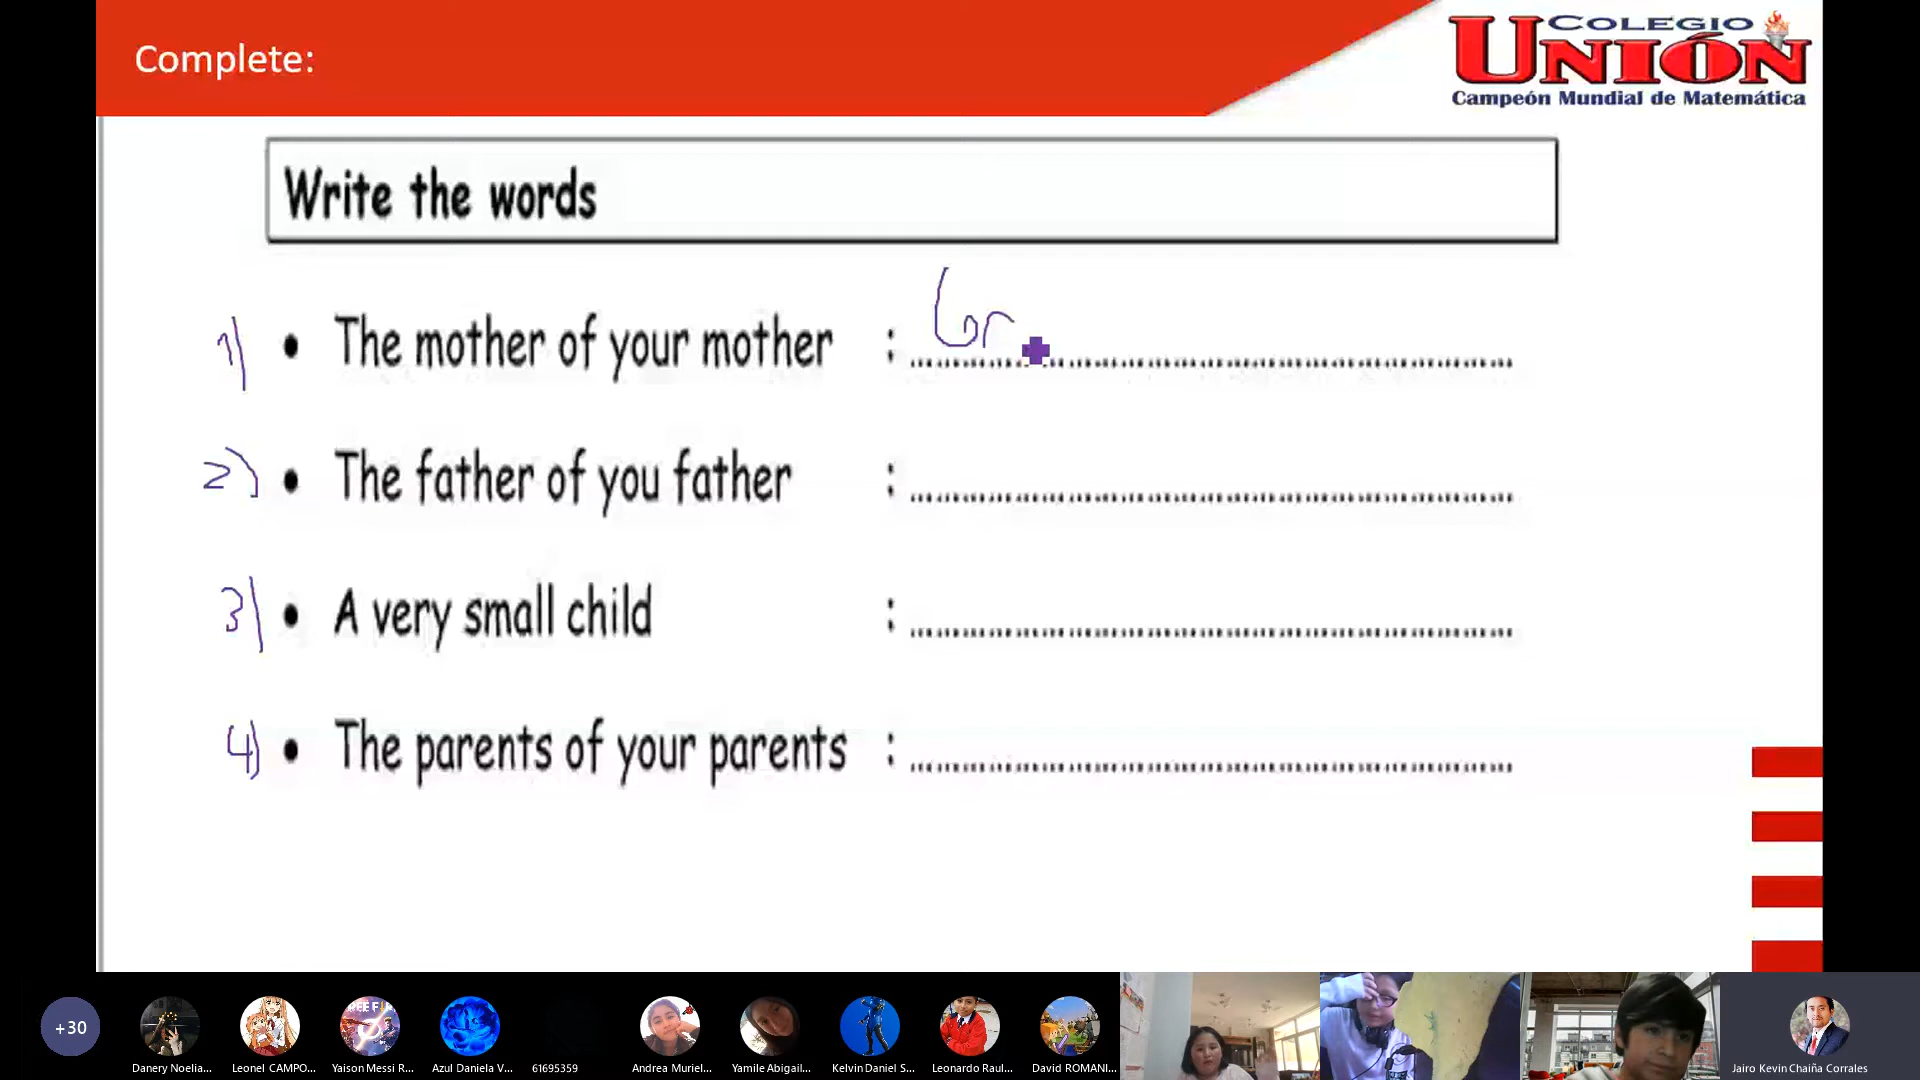 Complete:
COLEGIO
UNIÓN
Campeón Mundial de Matemática
Write the words
1) • The mother of your mother : Gr
2) • The father of you father :
3) • A very small child :
4) • The parents of your parents :
+30
Danery Noelia...
Leonel CAMPO...
Yaison Messi R...
Azul Daniela V...
61695359
Andrea Muriel...
Yamile Abigail...
Kelvin Daniel S...
Leonardo Raul...
David ROMANI...
Jairo Kevin Chaiña Corrales